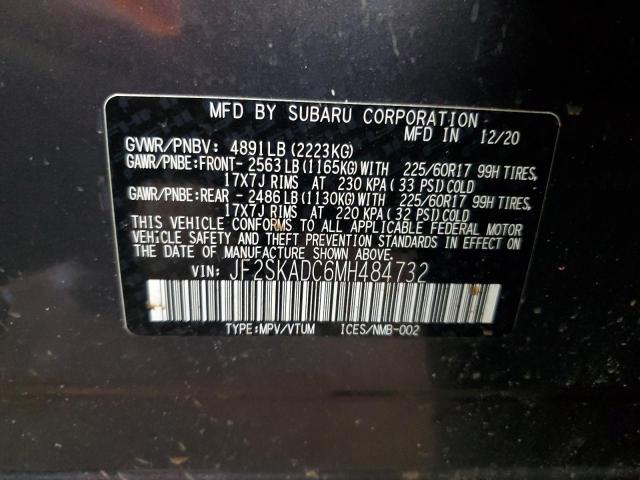 MFD BY SUBARU CORPORATION
MFD IN 12/20
GVWR/PNBV: 4891LB(2223KG)
GAWR/PNBE:FRONT- 2563LB(1165KG)WITH 225/60R17 99H TIRES,
17X7J RIMS AT 230 KPA(33 PSI)COLD
GAWR/PNBE:REAR - 2486LB(1130KG)WITH 225/60R17 99H TIRES,
17X7J RIMS AT 220 KPA(32 PSI)COLD
THIS VEHICLE CONFORMS TO ALL APPLICABLE FEDERAL MOTOR
VEHICLE SAFETY AND THEFT PREVENTION STANDARDS IN EFFECT ON
THE DATE OF MANUFACTURE SHOWN ABOVE.
VIN: JF2SKADC6MH484732
TYPE:MPV/VTUM ICES/NMB-002